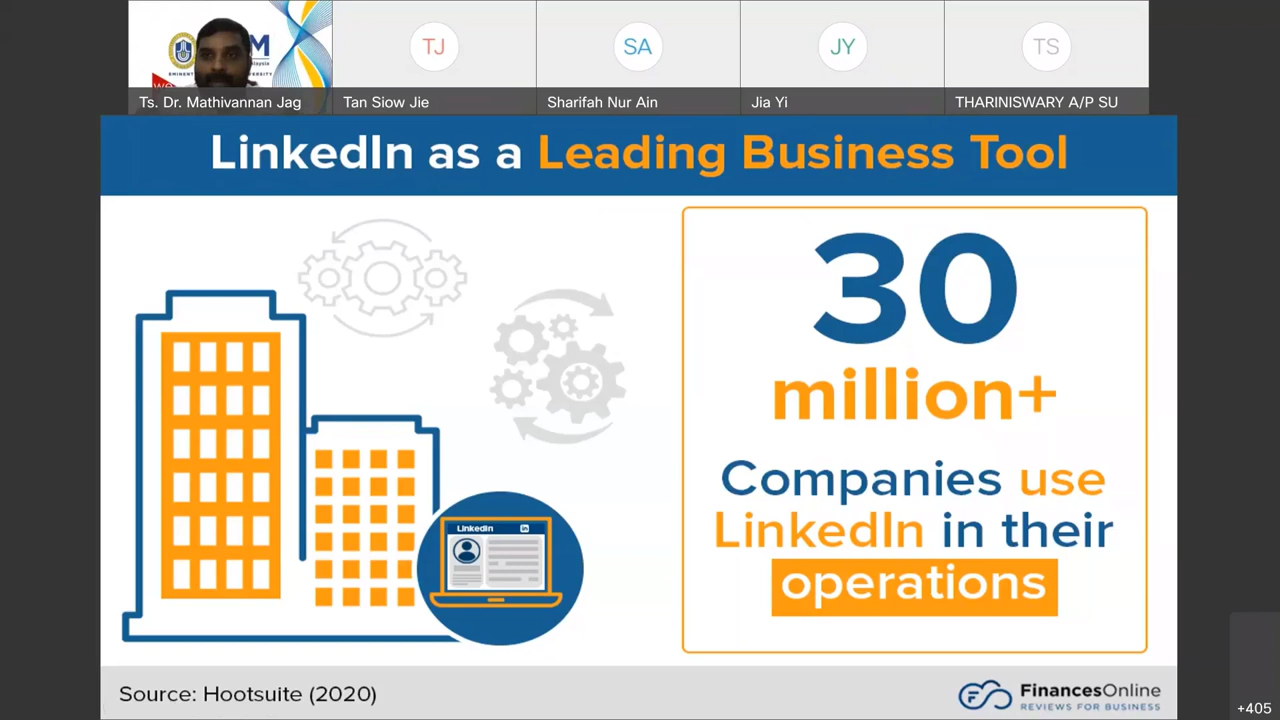 M
EMINENT
Ts. Dr. Mathivannan Jag
TJ
Tan Siow Jie
SA
Sharifah Nur Ain
JY
Jia Yi
TS
THARINISWARY A/P SU
LinkedIn as a Leading Business Tool
30
million+
Companies use
LinkedIn in their
operations
LinkedIn in
Source: Hootsuite (2020)
FinancesOnline
REVIEWS FOR BUSINESS
+405